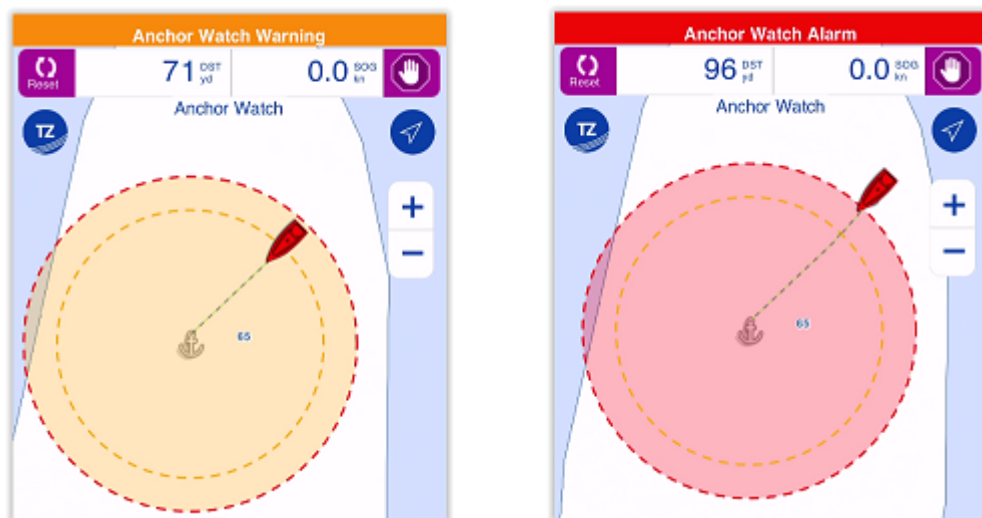 Anchor Watch Warning
Reset
71 DST yd
0.0 SOG kn
Anchor Watch
TZ
+
−
65
Anchor Watch Alarm
Reset
96 DST yd
0.0 SOG kn
Anchor Watch
TZ
+
−
65